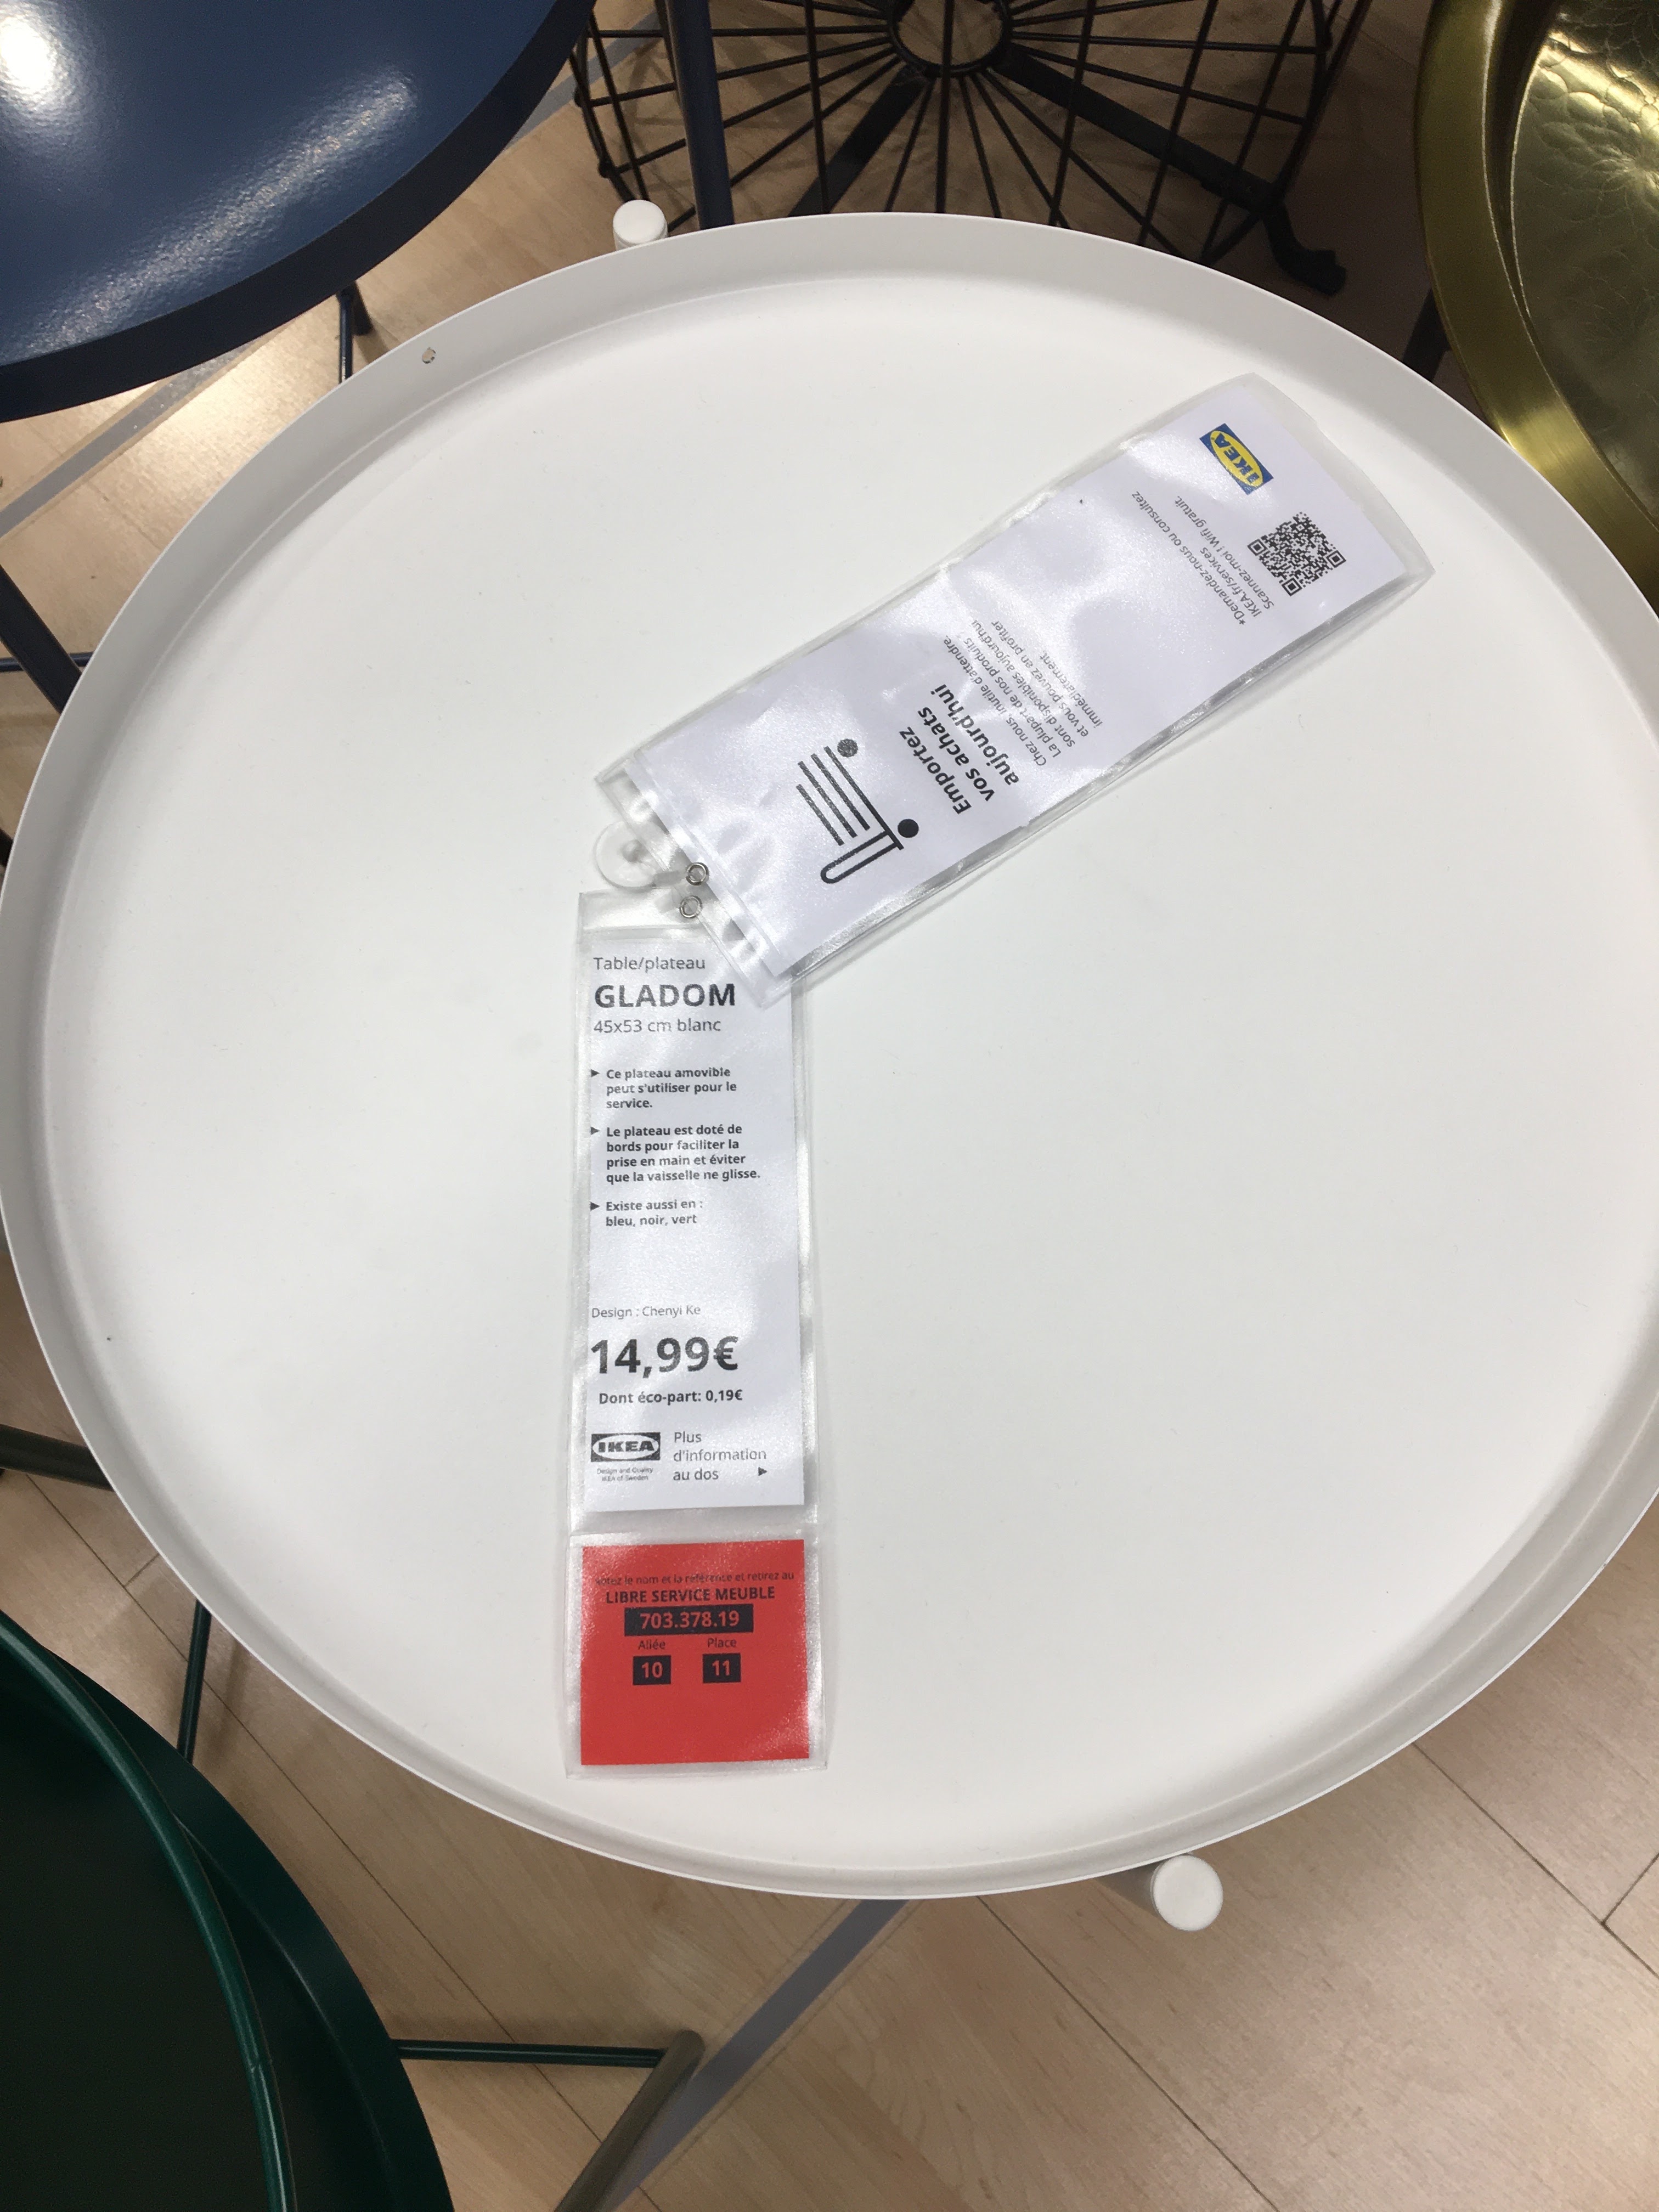 Table/plateau
GLADOM
45x53 cm blanc
▶ Ce plateau amovible
peut s'utiliser pour le
service.
▶ Le plateau est doté de
bords pour faciliter la
prise en main et éviter
que la vaisselle ne glisse.
▶ Existe aussi en :
bleu, noir, vert
Design : Chenyi Ke
14,99€
Dont éco-part: 0,19€
IKEA
Design and Quality
IKEA of Sweden
Plus
d'information
au dos ▶
Notez le nom et la référence et retirez au
LIBRE SERVICE MEUBLE
703.378.19
Allée Place
10 11
Emportez
vos achats
aujourd'hui
Chez nous, inutile d'attendre.
La plupart de nos produits
sont disponibles aujourd'hui
et vous pouvez en profiter
immédiatement.
*Demandez-nous ou consultez
IKEA.fr/services
Scannez-moi ! Wifi gratuit.
IKEA